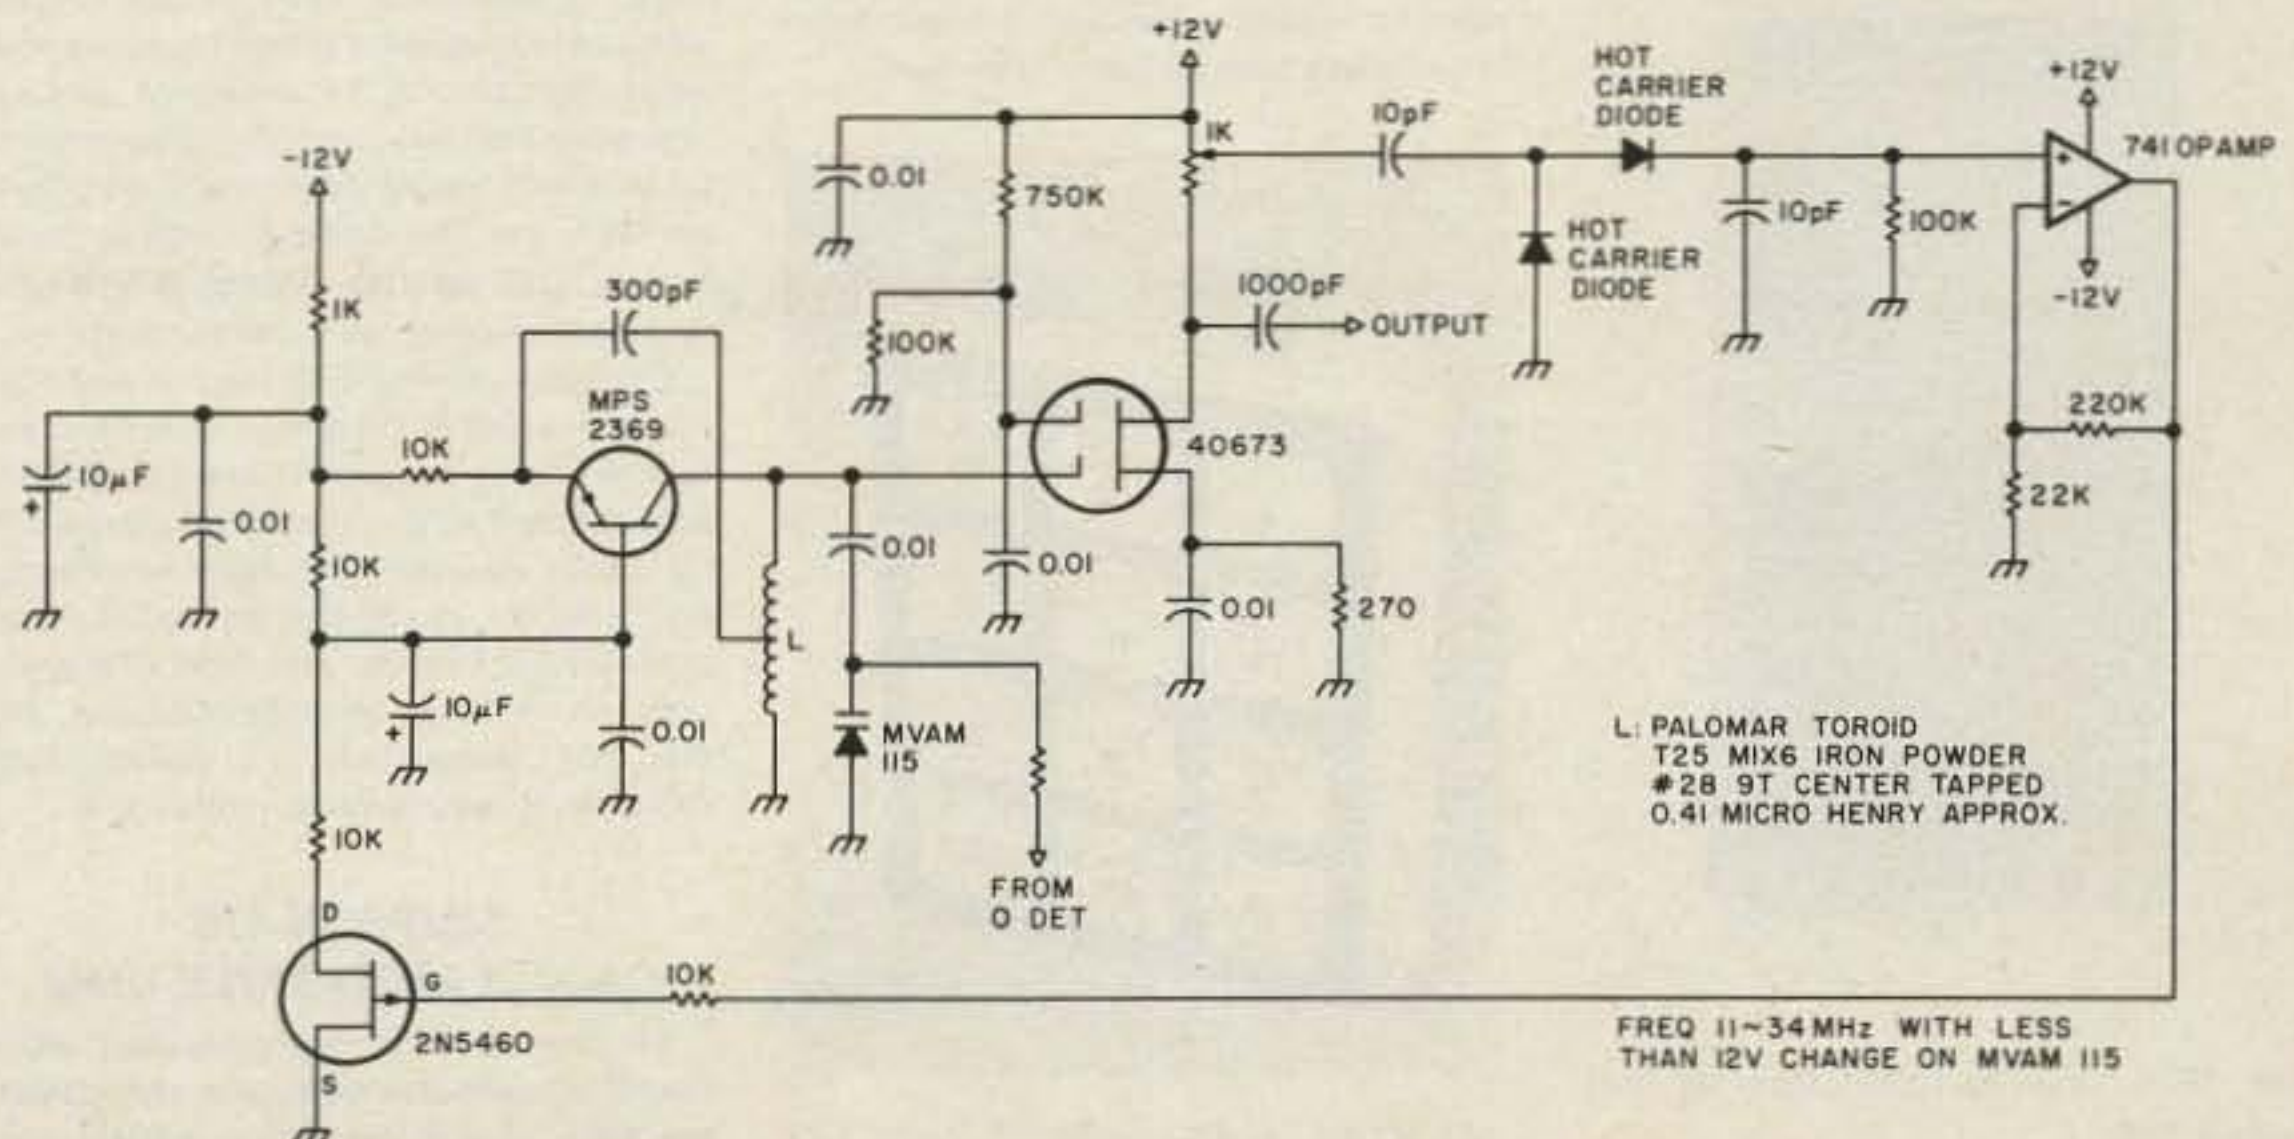 +12V
-12V
1K
10µF
+
0.01
10K
10K
300pF
MPS
2369
10µF
+
0.01
10K
D
G
S
2N5460
10K
L
0.01
MVAM
115
FROM
O DET
0.01
750K
100K
0.01
1K
40673
1000pF
OUTPUT
0.01
270
10pF
HOT
CARRIER
DIODE
HOT
CARRIER
DIODE
10pF
100K
+12V
+
-
741 OPAMP
-12V
220K
22K
L: PALOMAR TOROID
T25 MIX6 IRON POWDER
#28 9T CENTER TAPPED
0.41 MICRO HENRY APPROX.
FREQ 11~34MHz WITH LESS
THAN 12V CHANGE ON MVAM 115